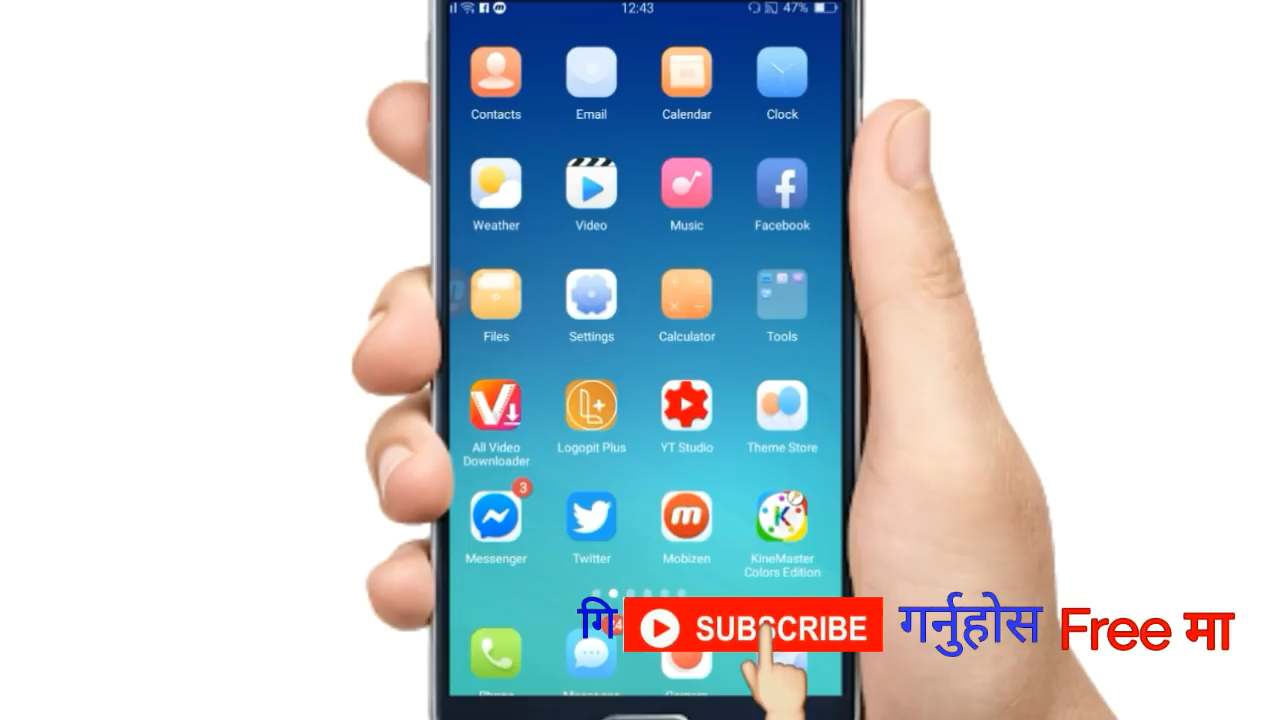 12:43 47%
Contacts Email Calendar Clock
Weather Video Music Facebook
Files Settings Calculator Tools
All Video Downloader Logopit Plus YT Studio Theme Store
3
Messenger Twitter Mobizen KineMaster Colors Edition
गि SUBSCRIBE गर्नुहोस Free मा